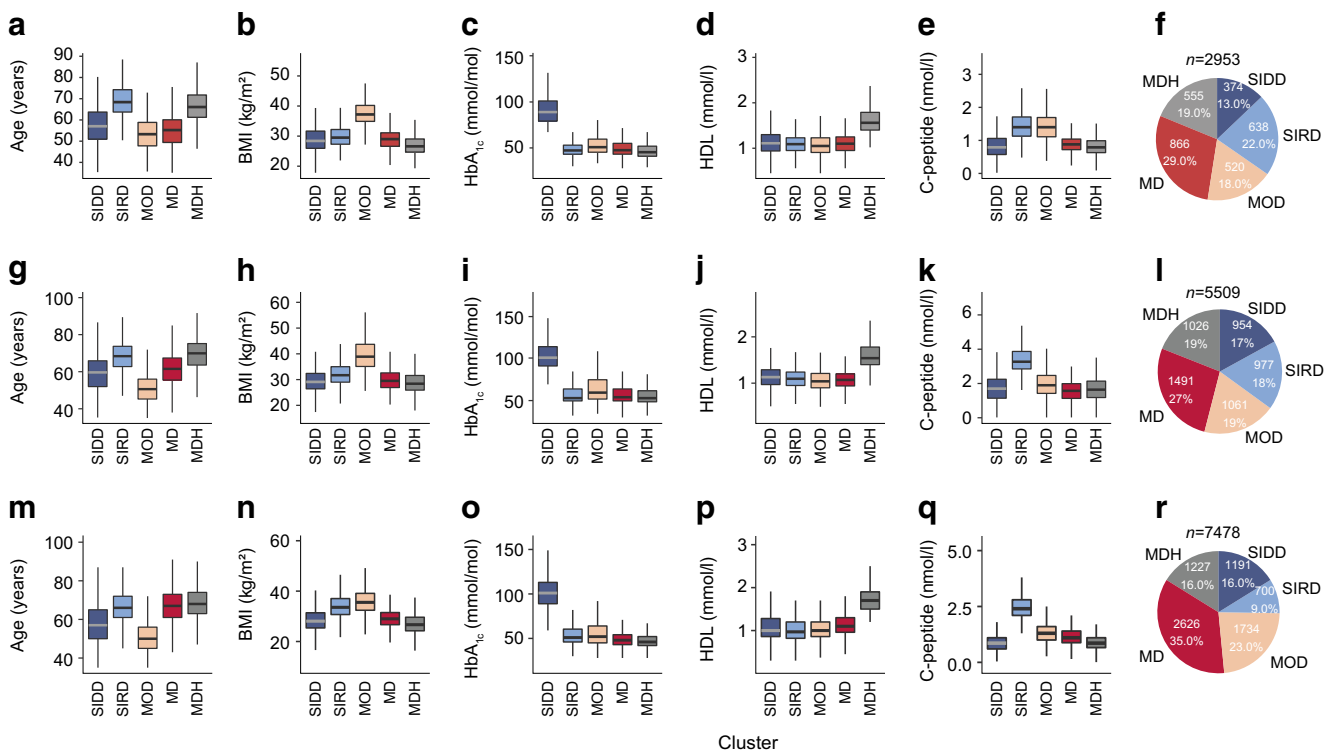 a
Age (years)
90
80
70
60
50
40
SIDD
SIRD
MOD
MD
MDH
b
BMI (kg/m²)
50
40
30
20
SIDD
SIRD
MOD
MD
MDH
c
HbA1c (mmol/mol)
150
100
50
SIDD
SIRD
MOD
MD
MDH
d
HDL (mmol/l)
3
2
1
SIDD
SIRD
MOD
MD
MDH
e
C-peptide (nmol/l)
3
2
1
0
SIDD
SIRD
MOD
MD
MDH
f
n=2953
MDH
SIDD
555
19.0%
374
13.0%
638
22.0%
SIRD
866
29.0%
520
18.0%
MD
MOD
g
Age (years)
100
80
60
40
SIDD
SIRD
MOD
MD
MDH
h
BMI (kg/m²)
60
50
40
30
20
SIDD
SIRD
MOD
MD
MDH
i
HbA1c (mmol/mol)
150
100
50
SIDD
SIRD
MOD
MD
MDH
j
HDL (mmol/l)
2
1
SIDD
SIRD
MOD
MD
MDH
k
C-peptide (nmol/l)
6
4
2
0
SIDD
SIRD
MOD
MD
MDH
l
n=5509
MDH
SIDD
1026
19%
954
17%
977
18%
SIRD
1491
27%
1061
19%
MD
MOD
m
Age (years)
100
80
60
40
SIDD
SIRD
MOD
MD
MDH
n
BMI (kg/m²)
60
40
20
SIDD
SIRD
MOD
MD
MDH
o
HbA1c (mmol/mol)
150
100
50
SIDD
SIRD
MOD
MD
MDH
p
HDL (mmol/l)
3
2
1
0
SIDD
SIRD
MOD
MD
MDH
q
C-peptide (nmol/l)
5.0
2.5
0.0
SIDD
SIRD
MOD
MD
MDH
r
n=7478
MDH
SIDD
1227
16.0%
1191
16.0%
SIRD
700
9.0%
2626
35.0%
1734
23.0%
MD
MOD
Cluster